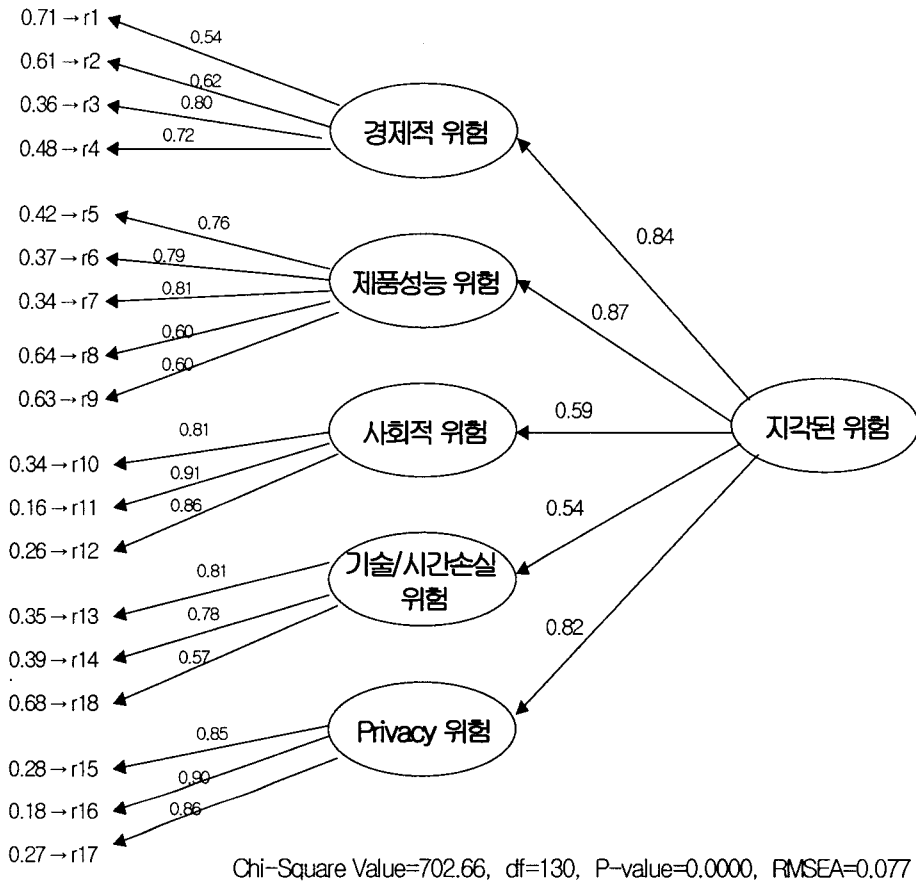 0.71→r1
0.54
0.61→r2
0.62
0.36→r3
0.80
0.48→r4
0.72
경제적 위험
0.84
0.42→r5
0.76
0.37→r6
0.79
0.34→r7
0.81
0.64→r8
0.60
0.63→r9
0.60
제품성능 위험
0.87
0.34→r10
0.81
0.16→r11
0.91
0.26→r12
0.86
사회적 위험
0.59
지각된 위험
0.35→r13
0.81
0.39→r14
0.78
0.68→r18
0.57
기술/시간손실
위험
0.54
0.28→r15
0.85
0.18→r16
0.90
0.27→r17
0.86
Privacy 위험
0.82
Chi-Square Value=702.66, df=130, P-value=0.0000, RMSEA=0.077